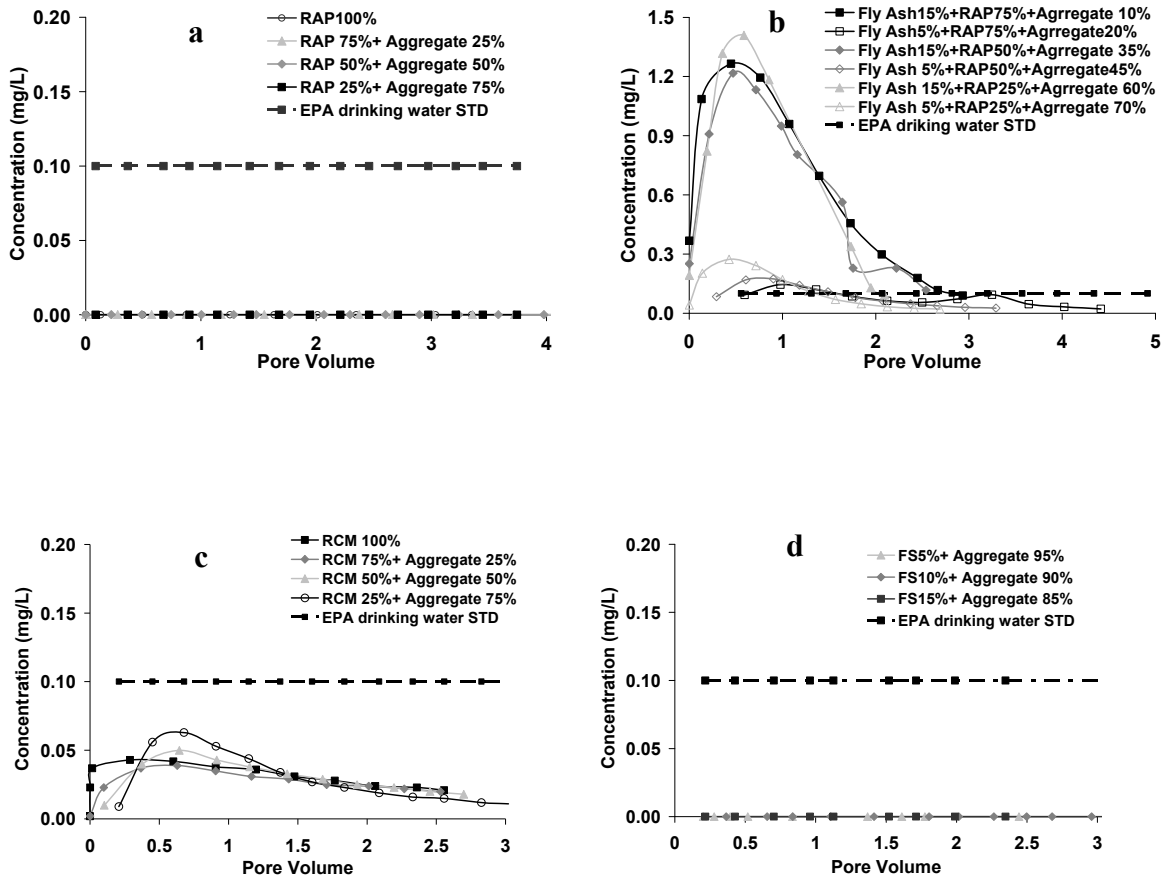 a
0.20
0.15
0.10
0.05
0.00
Concentration (mg/L)
0
1
2
3
4
Pore Volume
RAP100%
RAP 75%+ Aggregate 25%
RAP 50%+ Aggregate 50%
RAP 25%+ Aggregate 75%
EPA drinking water STD
b
1.5
1.2
0.9
0.6
0.3
0.0
Concentration (mg/L)
0
1
2
3
4
5
Pore Volume
Fly Ash15%+RAP75%+Agrregate 10%
Fly Ash5%+RAP75%+Agrregate20%
Fly Ash15%+RAP50%+Agrregate 35%
Fly Ash 5%+RAP50%+Agrregate45%
Fly Ash 15%+RAP25%+Agrregate 60%
Fly Ash 5%+RAP25%+Agrregate 70%
EPA driking water STD
c
0.20
0.15
0.10
0.05
0.00
Concentration (mg/L)
0
0.5
1
1.5
2
2.5
3
Pore Volume
RCM 100%
RCM 75%+ Aggregate 25%
RCM 50%+ Aggregate 50%
RCM 25%+ Aggregate 75%
EPA drinking water STD
d
0.20
0.15
0.10
0.05
0.00
Concentration (mg/L)
0
0.5
1
1.5
2
2.5
3
Pore Volume
FS5%+ Aggregate 95%
FS10%+ Aggregate 90%
FS15%+ Aggregate 85%
EPA drinking water STD